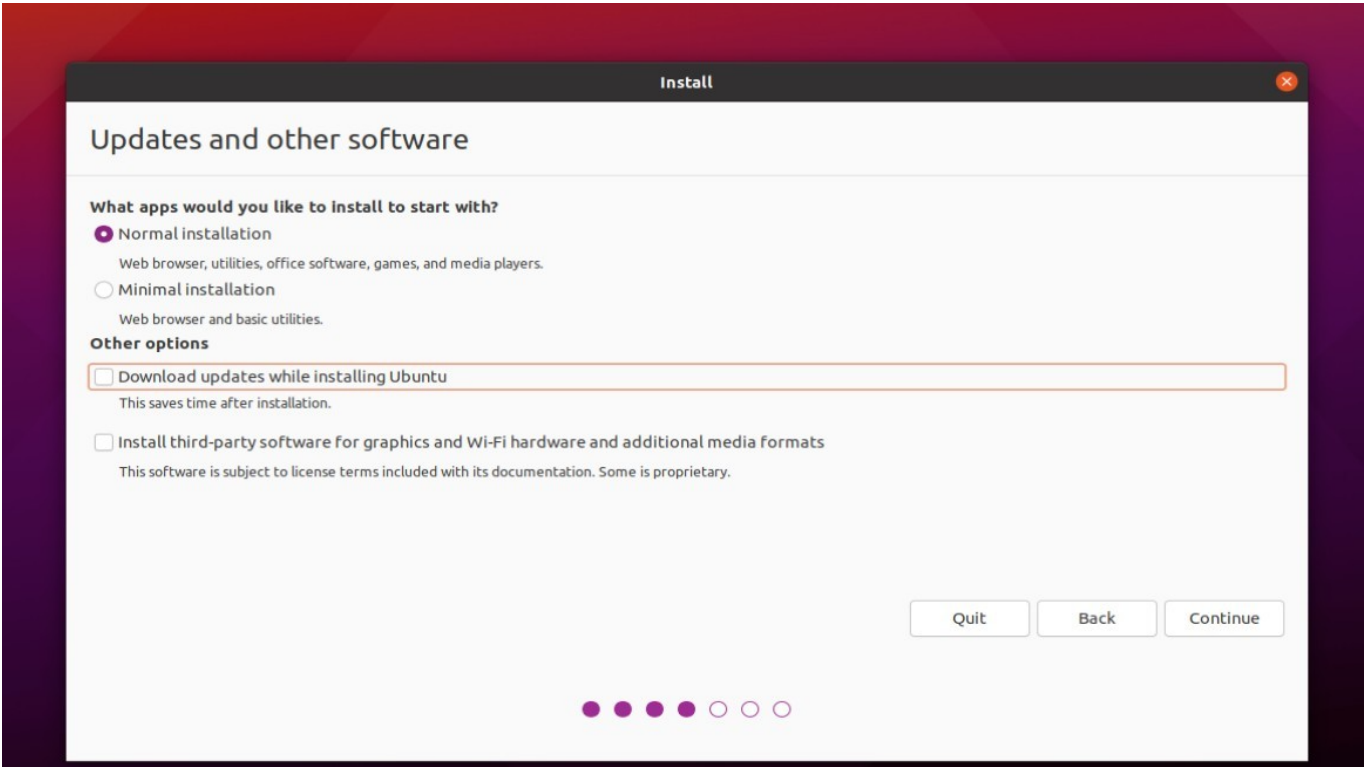 Install
Updates and other software
What apps would you like to install to start with?
Normal installation
Web browser, utilities, office software, games, and media players.
Minimal installation
Web browser and basic utilities.
Other options
Download updates while installing Ubuntu
This saves time after installation.
Install third-party software for graphics and Wi-Fi hardware and additional media formats
This software is subject to license terms included with its documentation. Some is proprietary.
Quit Back Continue